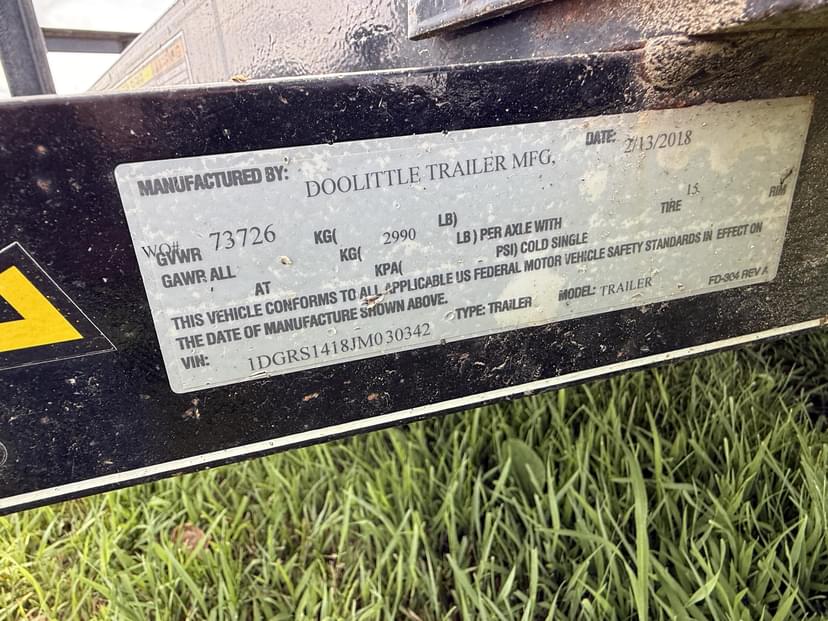 MANUFACTURED BY: DOOLITTLE TRAILER MFG, DATE: 2/13/2018
WO# 73726
GVWR KG( 2990 LB)
GAWR ALL KG( LB) PER AXLE WITH TIRE 15 RIM
AT KPA( PSI) COLD SINGLE
THIS VEHICLE CONFORMS TO ALL APPLICABLE US FEDERAL MOTOR VEHICLE SAFETY STANDARDS IN EFFECT ON
THE DATE OF MANUFACTURE SHOWN ABOVE.
VIN: 1DGRS1418JM030342 TYPE: TRAILER MODEL: TRAILER FD-904 REV A